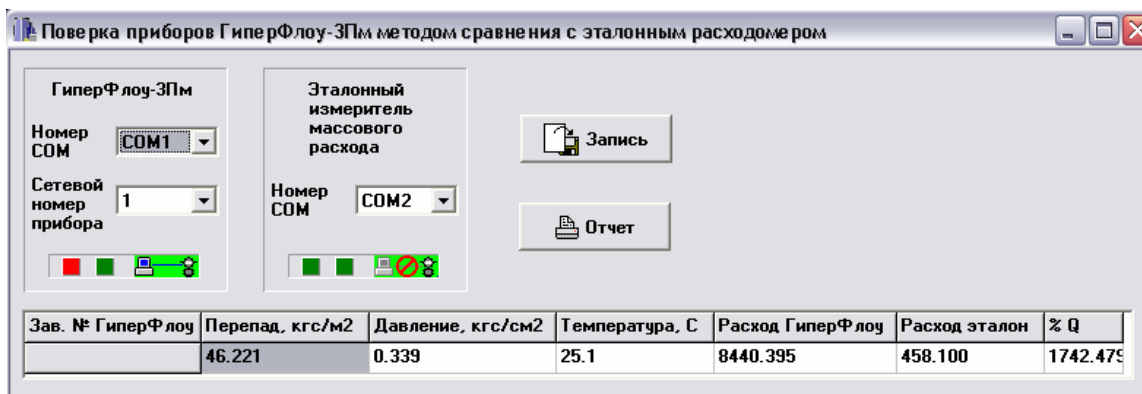 Поверка приборов ГиперФлоу-3Пм методом сравнения с эталонным расходомером
ГиперФлоу-3Пм
Номер
COM
COM1
Сетевой
номер
прибора
1
Эталонный
измеритель
массового
расхода
Номер
COM
COM2
Запись
Отчет
Зав. № ГиперФлоу Перепад, кгс/м2 Давление, кгс/см2 Температура, С Расход ГиперФлоу Расход эталон % Q
46.221 0.339 25.1 8440.395 458.100 1742.479